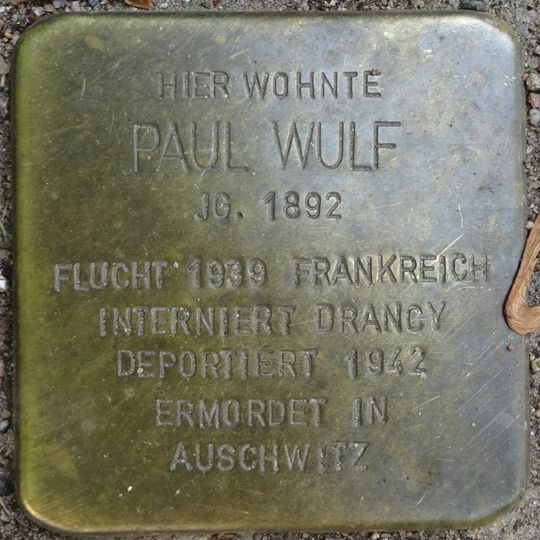 HIER WOHNTE
PAUL WULF
JG. 1892
FLUCHT 1939 FRANKREICH
INTERNIERT DRANCY
DEPORTIERT 1942
ERMORDET IN
AUSCHWITZ